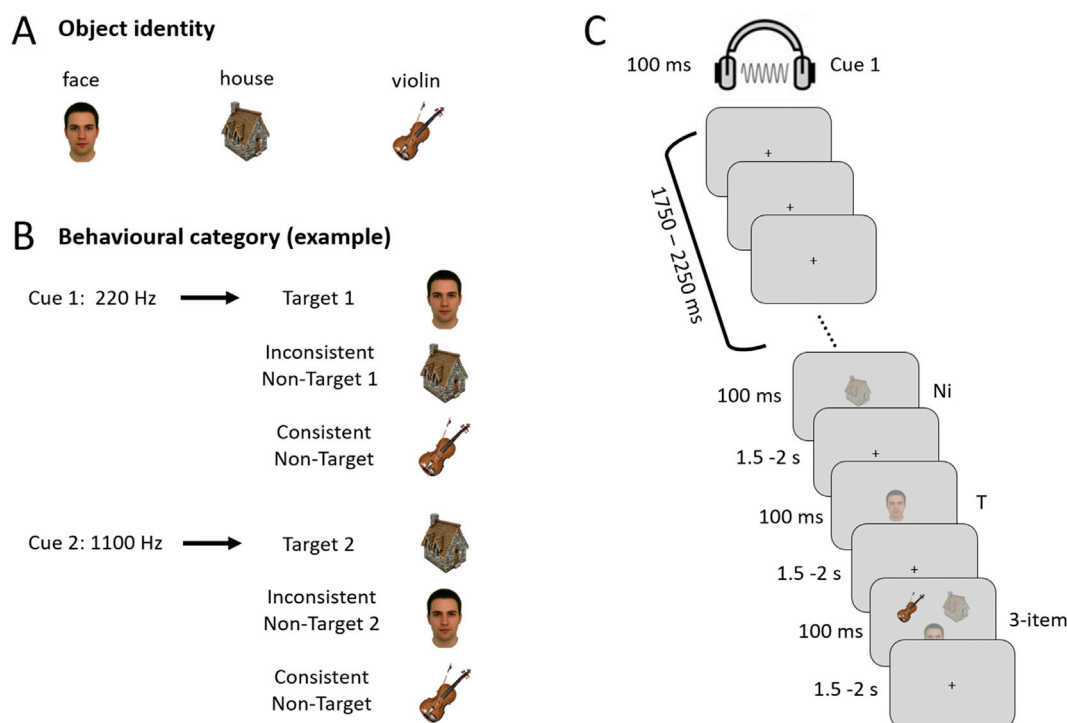 A Object identity
face
house
violin
B Behavioural category (example)
Cue 1: 220 Hz
Target 1
Inconsistent
Non-Target 1
Consistent
Non-Target
Cue 2: 1100 Hz
Target 2
Inconsistent
Non-Target 2
Consistent
Non-Target
C
100 ms
Cue 1
1750 – 2250 ms
100 ms
Ni
1.5 -2 s
100 ms
T
1.5 -2 s
100 ms
3-item
1.5 -2 s